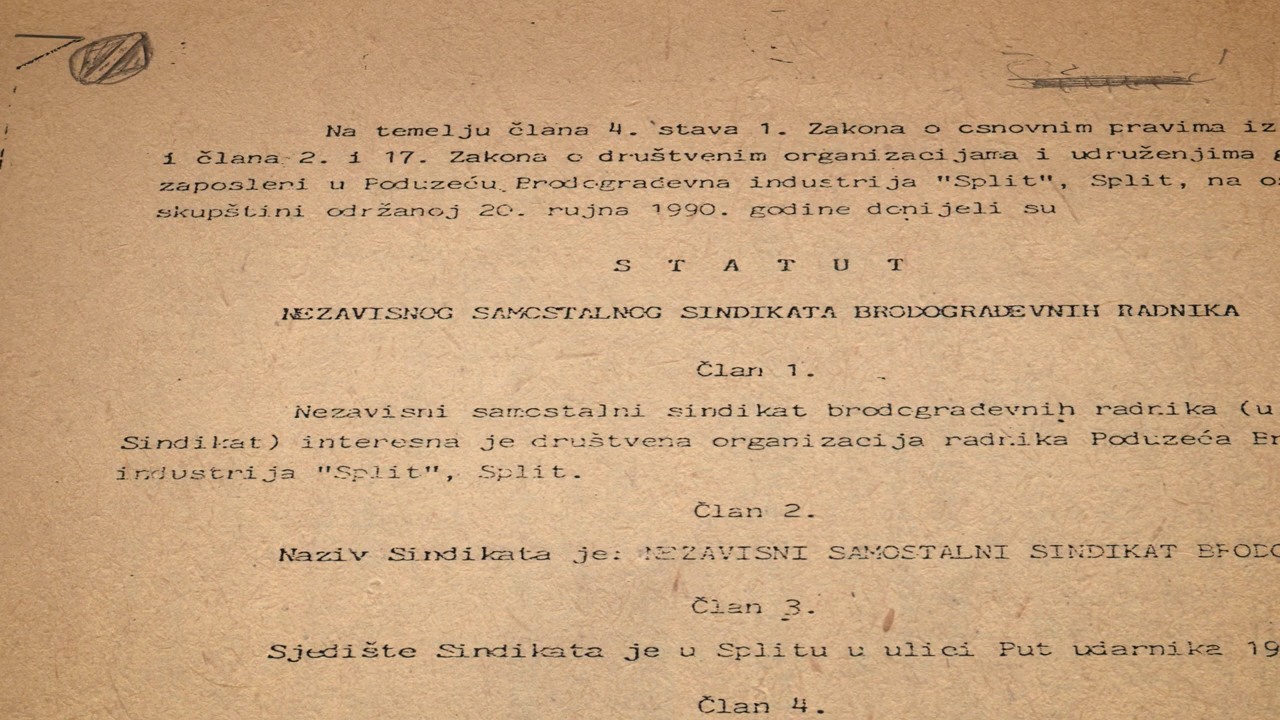 Na temelju člana 4. stava 1. Zakona o osnovnim pravima iz
i člana 2. i 17. Zakona o društvenim organizacijama i udruženjima
zaposleni u Poduzeću Brodograđevna industrija "Split", Split, na
skupštini održanoj 20. rujna 1990. godine donijeli su
S T A T U T
NEZAVISNOG SAMOSTALNOG SINDIKATA BRODOGRAĐEVNIH RADNIKA
Član 1.
Nezavisni samostalni sindikat brodograđevnih radnika (u
Sindikat) interesna je društvena organizacija radnika Poduzeća
industrija "Split", Split.
Član 2.
Naziv Sindikata je: NEZAVISNI SAMOSTALNI SINDIKAT
Član 3.
Sjedište Sindikata je u Splitu u ulici Put udarnika 19
Član 4.